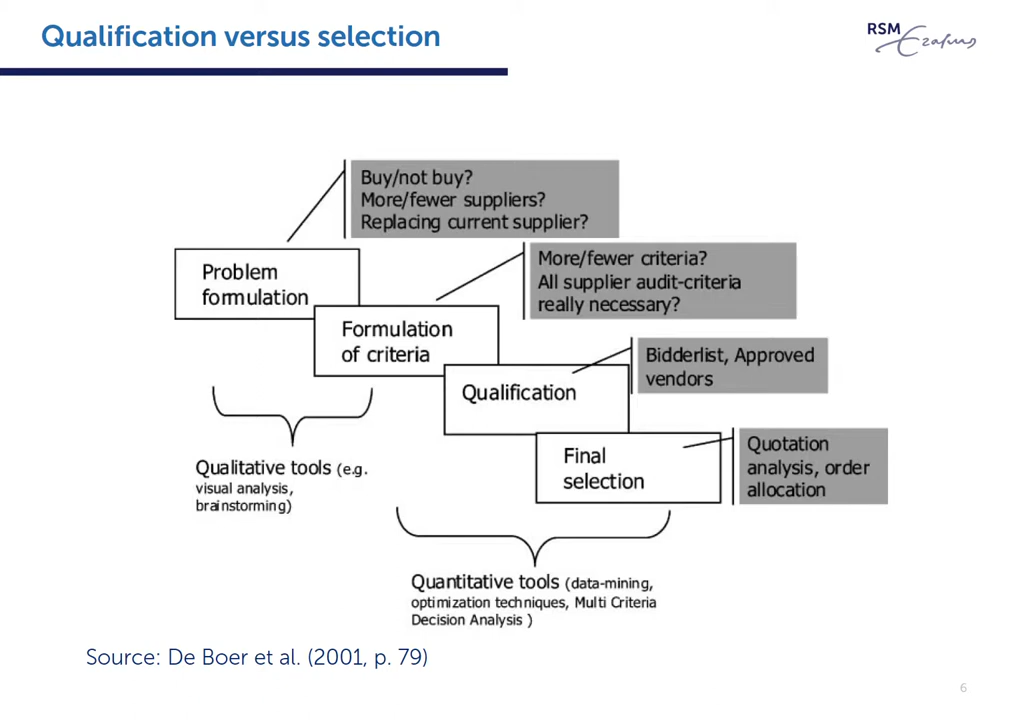 Qualification versus selection
RSM
Erasmus
Buy/not buy?
More/fewer suppliers?
Replacing current supplier?
Problem
formulation
More/fewer criteria?
All supplier audit-criteria
really necessary?
Formulation
of criteria
Bidderlist, Approved
vendors
Qualification
Quotation
analysis, order
allocation
Final
selection
Qualitative tools (e.g.
visual analysis,
brainstorming)
Quantitative tools (data-mining,
optimization techniques, Multi Criteria
Decision Analysis )
Source: De Boer et al. (2001, p. 79)
6